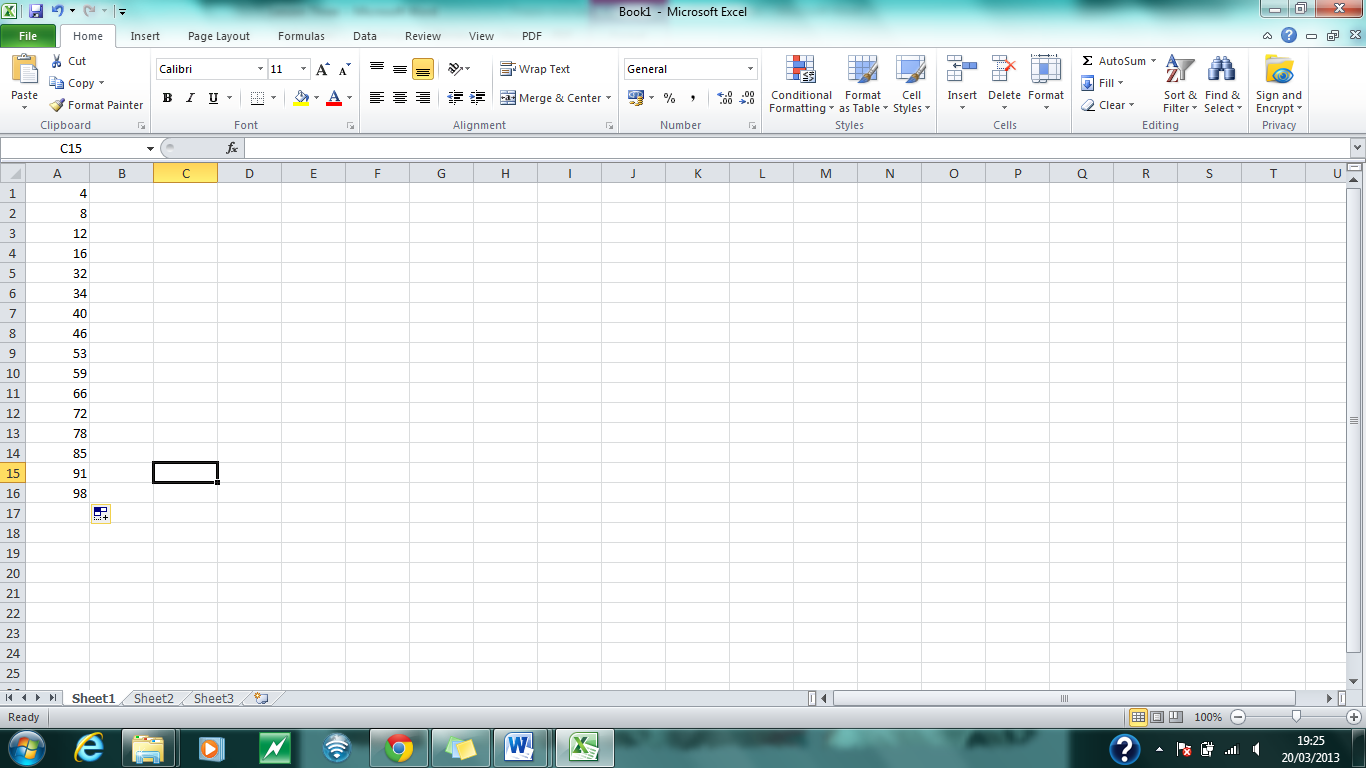 Book1 - Microsoft Excel
File Home Insert Page Layout Formulas Data Review View PDF
Paste Cut Copy Format Painter Clipboard
Calibri 11 A A B I U A Font
Wrap Text Merge & Center Alignment
General % , .00 .0 Number
Conditional Formatting Format as Table Cell Styles Styles
Insert Delete Format Cells
Σ AutoSum Fill Clear Sort & Filter Find & Select Editing
Sign and Encrypt Privacy
C15 fx
A B C D E F G H I J K L M N O P Q R S T U
1 4
2 8
3 12
4 16
5 32
6 34
7 40
8 46
9 53
10 59
11 66
12 72
13 78
14 85
15 91
16 98
17
18
19
20
21
22
23
24
25
Sheet1 Sheet2 Sheet3
Ready 100%
19:25
20/03/2013